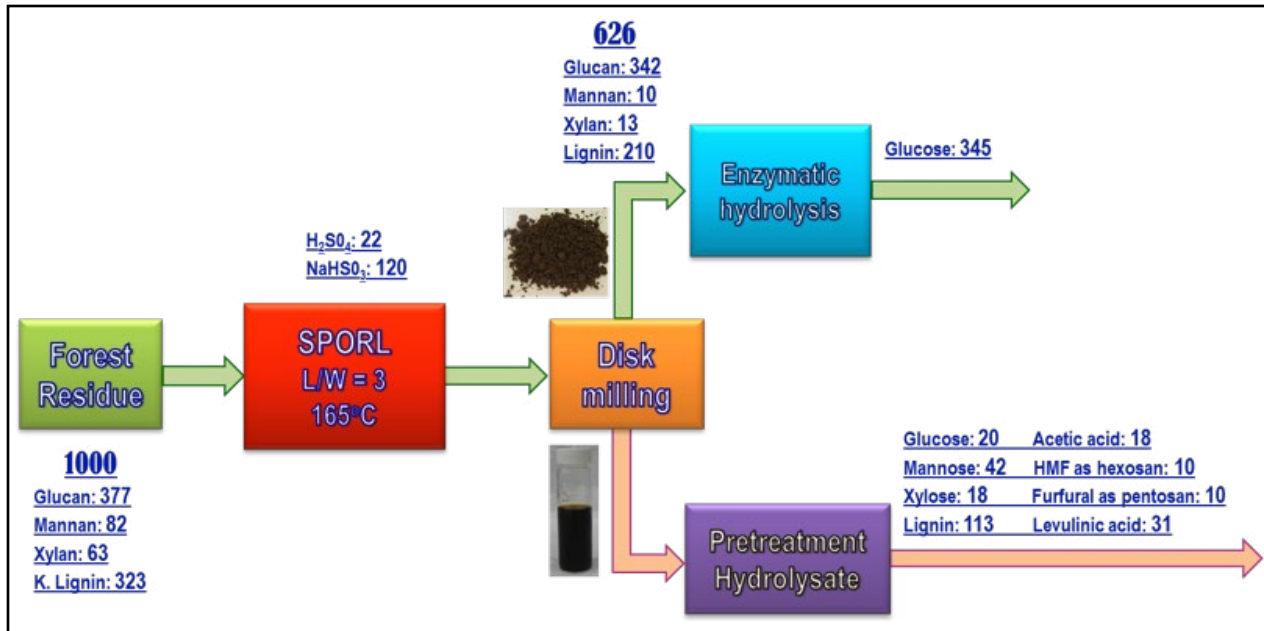 626
Glucan: 342
Mannan: 10
Xylan: 13
Lignin: 210
Enzymatic
hydrolysis
Glucose: 345
H₂S0₄: 22
NaHS0₃: 120
Forest
Residue
SPORL
L/W = 3
165⁰C
Disk
milling
1000
Glucan: 377
Mannan: 82
Xylan: 63
K. Lignin: 323
Pretreatment
Hydrolysate
Glucose: 20 Acetic acid: 18
Mannose: 42 HMF as hexosan: 10
Xylose: 18 Furfural as pentosan: 10
Lignin: 113 Levulinic acid: 31